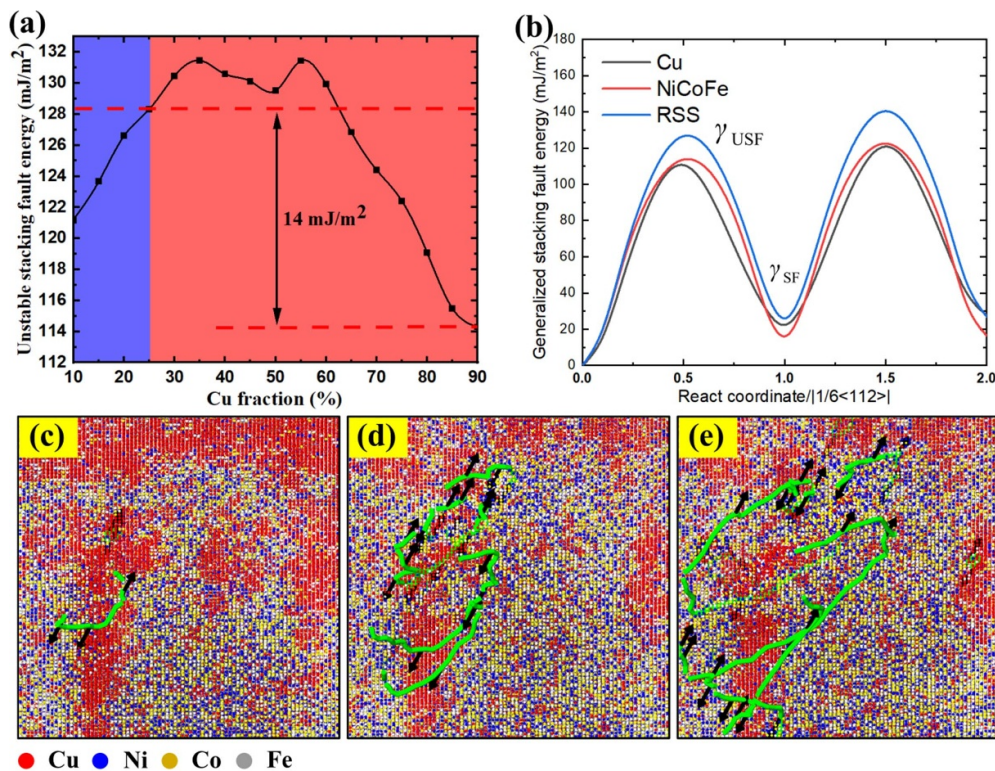 (a)
Unstable stacking fault energy (mJ/m²)
132
130
128
126
124
122
120
118
116
114
112
14 mJ/m²
10 20 30 40 50 60 70 80 90
Cu fraction (%)
(b)
Generalized stacking fault energy (mJ/m²)
180
160
140
120
100
80
60
40
20
0
Cu
NiCoFe
RSS
γ USF
γ SF
0.0 0.5 1.0 1.5 2.0
React coordinate/|1/6<112>|
(c)
(d)
(e)
Cu Ni Co Fe